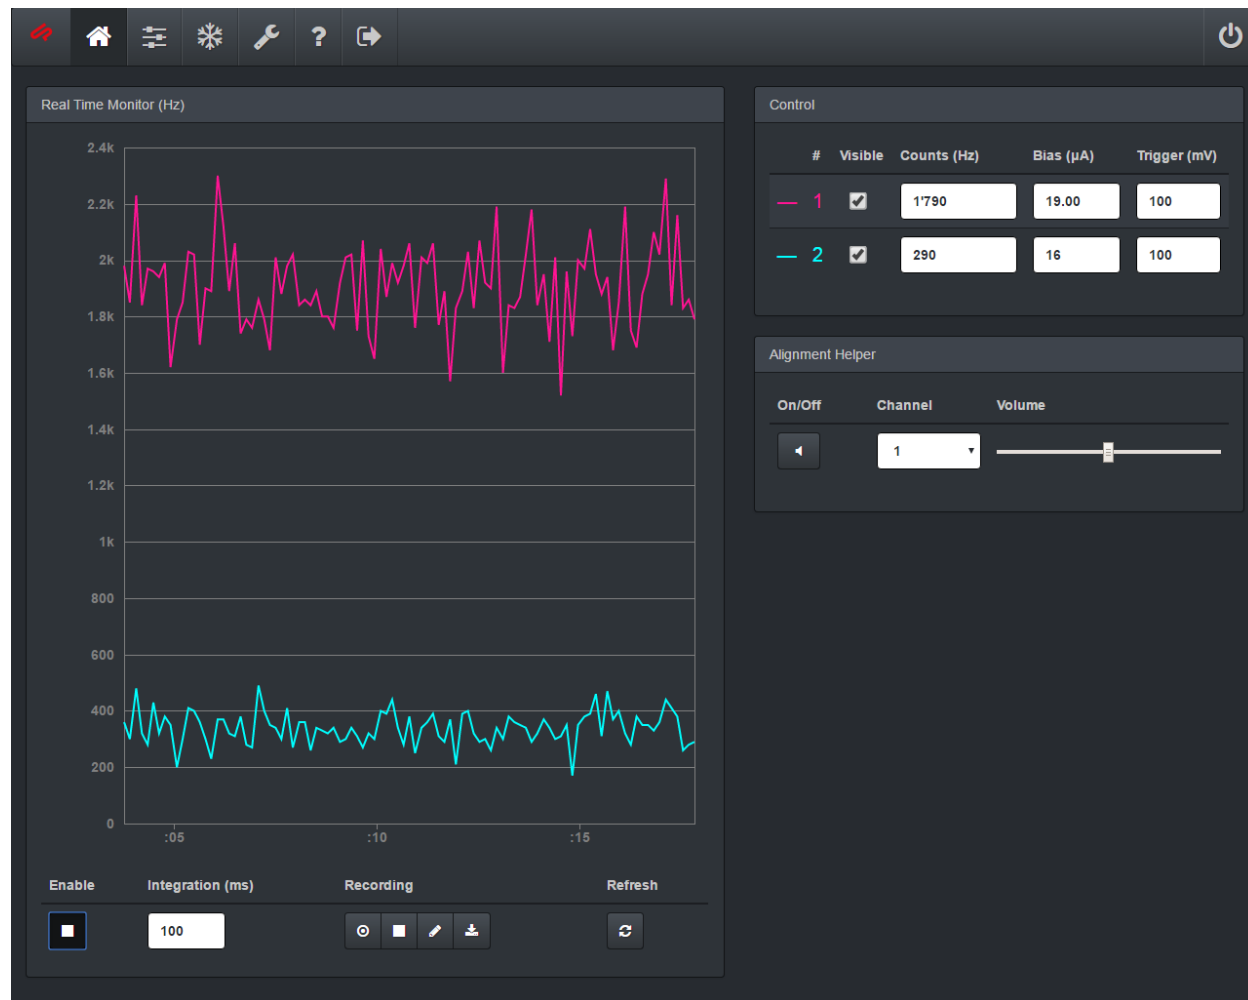 ?
Real Time Monitor (Hz)
2.4k
2.2k
2k
1.8k
1.6k
1.4k
1.2k
1k
800
600
400
200
0
:05 :10 :15
Enable Integration (ms) Recording Refresh
100
Control
# Visible Counts (Hz) Bias (µA) Trigger (mV)
1 1'790 19.00 100
2 290 16 100
Alignment Helper
On/Off Channel Volume
1